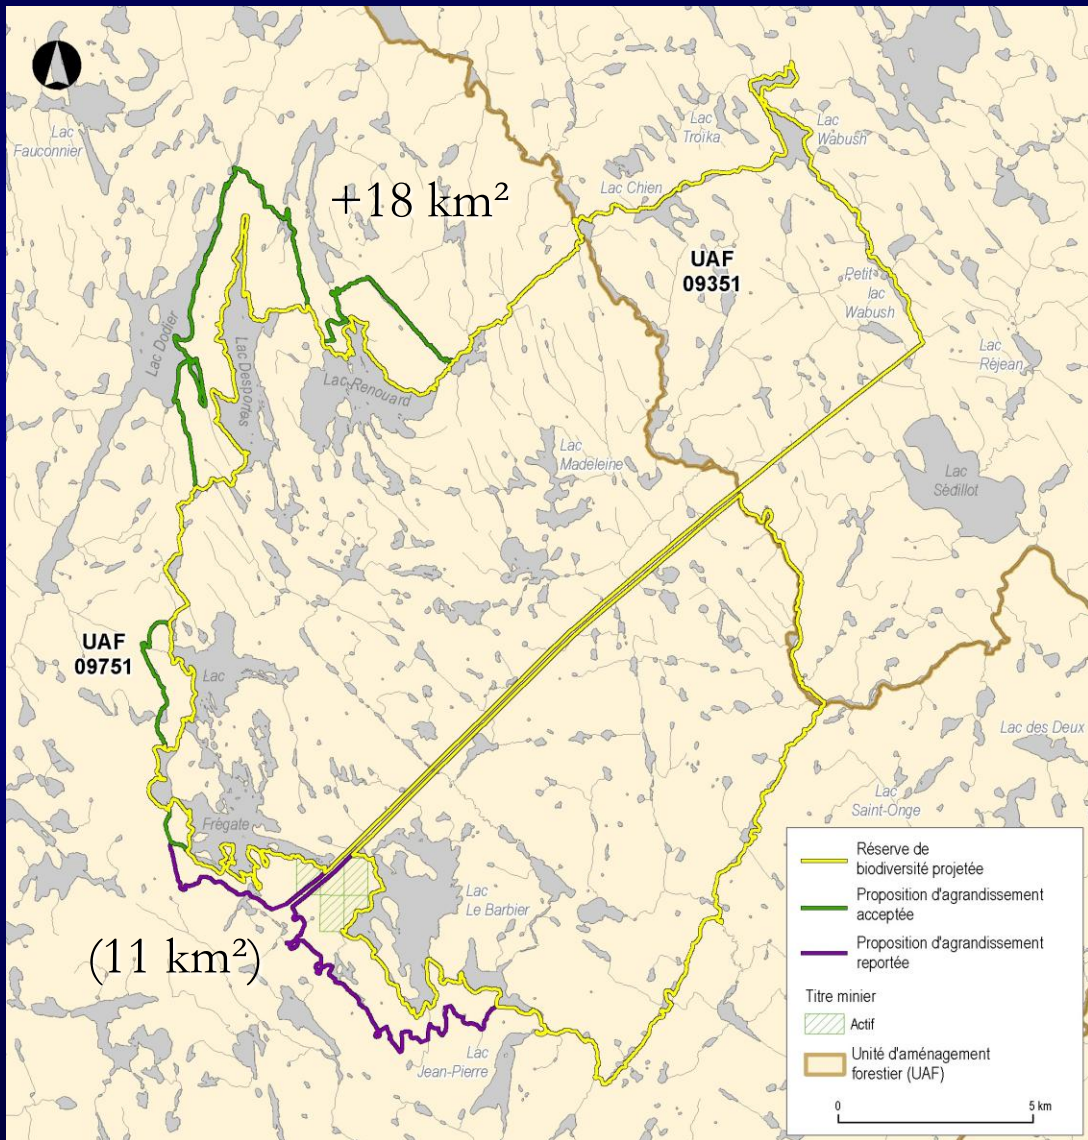 Lac
Fauconnier
Lac
Troïka
Lac
Wabush
Lac Chien
+18 km²
UAF
09351
Petit
lac
Wabush
Lac
Réjean
Lac Dodier
Lac Desportes
Lac Renouard
Lac
Madeleine
Lac
Sédillot
UAF
09751
Lac
Frégate
Lac des Deux
Lac
Saint-Onge
Lac
Le Barbier
(11 km²)
Lac
Jean-Pierre
Réserve de
biodiversité projetée
Proposition d'agrandissement
acceptée
Proposition d'agrandissement
reportée
Titre minier
Actif
Unité d'aménagement
forestier (UAF)
0 5 km